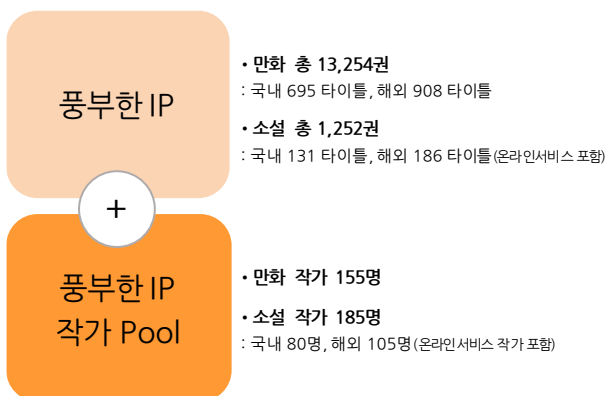 풍부한 IP
• 만화 총 13,254권
: 국내 695 타이틀, 해외 908 타이틀
• 소설 총 1,252권
: 국내 131 타이틀, 해외 186 타이틀(온라인서비스 포함)
+
풍부한 IP
작가 Pool
• 만화 작가 155명
• 소설 작가 185명
: 국내 80명, 해외 105명(온라인서비스 작가 포함)